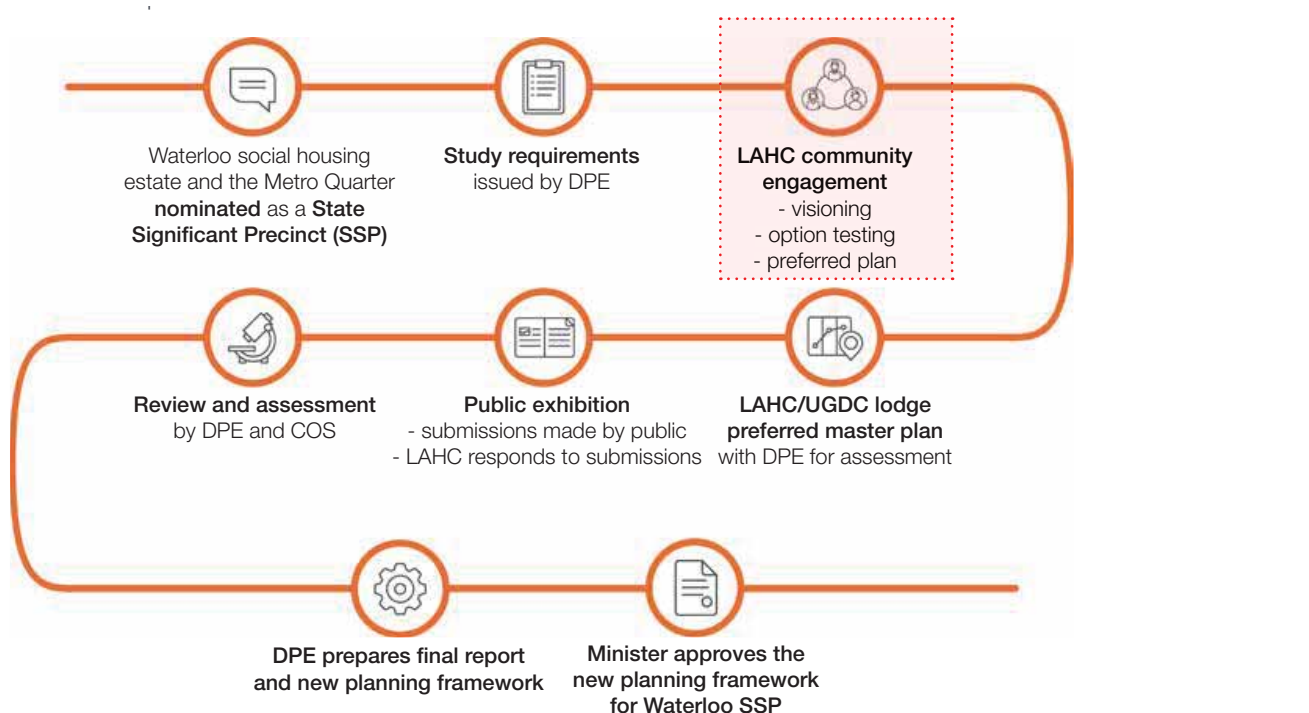 Waterloo social housing
estate and the Metro Quarter
nominated as a State
Significant Precinct (SSP)
Study requirements
issued by DPE
LAHC community
engagement
- visioning
- option testing
- preferred plan
LAHC/UGDC lodge
preferred master plan
with DPE for assessment
Public exhibition
- submissions made by public
- LAHC responds to submissions
Review and assessment
by DPE and COS
DPE prepares final report
and new planning framework
Minister approves the
new planning framework
for Waterloo SSP